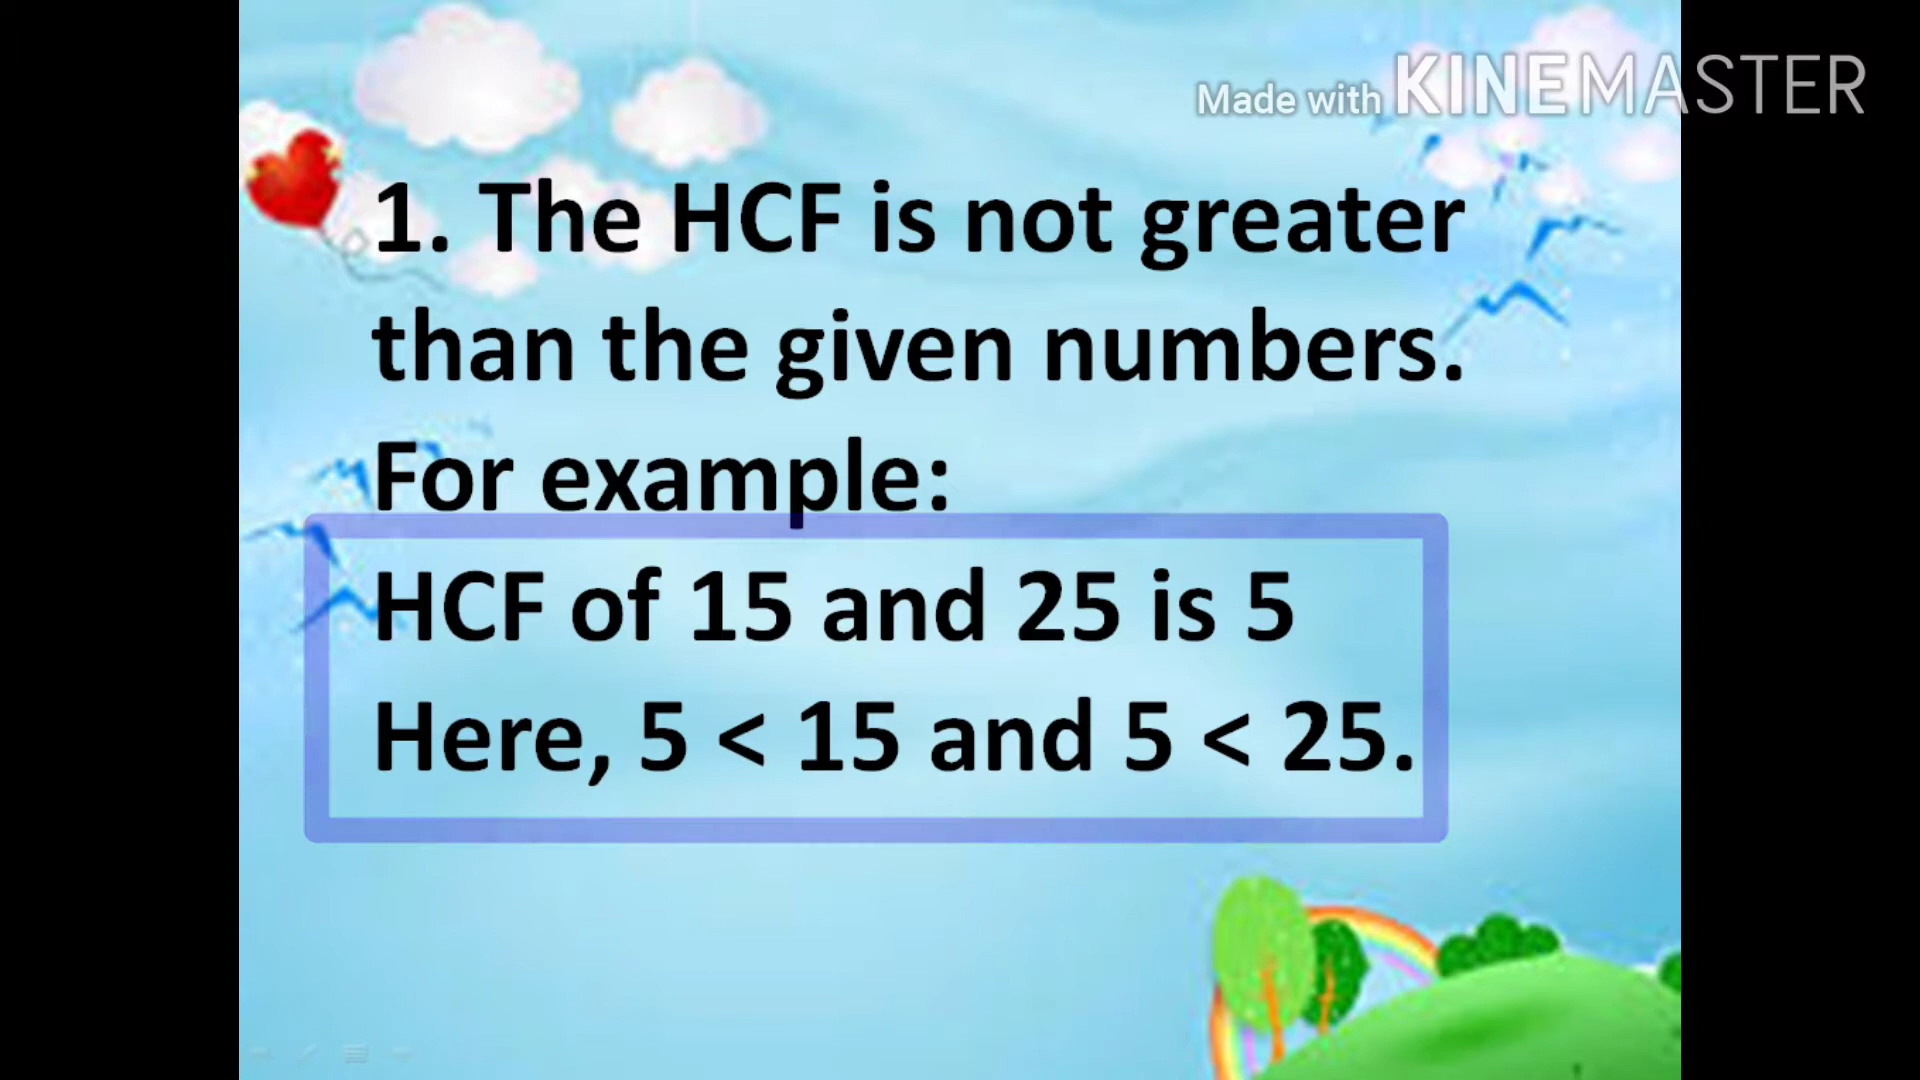 Made with KINEMASTER
1. The HCF is not greater
than the given numbers.
For example:
HCF of 15 and 25 is 5
Here, 5 < 15 and 5 < 25.